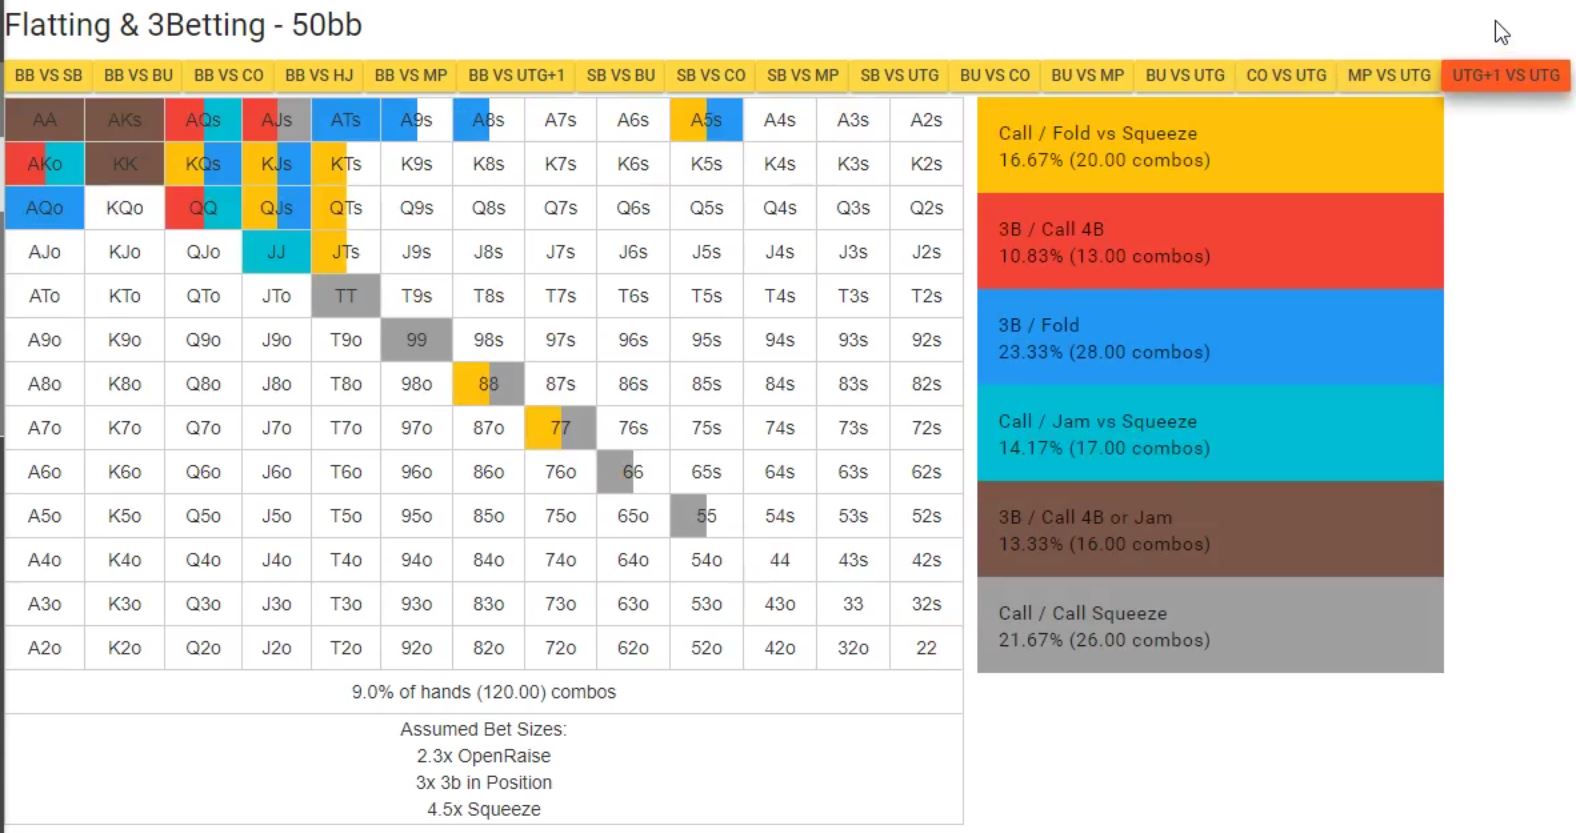 Flatting & 3Betting - 50bb
BB VS SB BB VS BU BB VS CO BB VS HJ BB VS MP BB VS UTG+1 SB VS BU SB VS CO SB VS MP SB VS UTG BU VS CO BU VS MP BU VS UTG CO VS UTG MP VS UTG UTG+1 VS UTG
AA AKs AQs AJs ATs A9s A8s A7s A6s A5s A4s A3s A2s
AKo KK KQs KJs KTs K9s K8s K7s K6s K5s K4s K3s K2s
AQo KQo QQ QJs QTs Q9s Q8s Q7s Q6s Q5s Q4s Q3s Q2s
AJo KJo QJo JJ JTs J9s J8s J7s J6s J5s J4s J3s J2s
ATo KTo QTo JTo TT T9s T8s T7s T6s T5s T4s T3s T2s
A9o K9o Q9o J9o T9o 99 98s 97s 96s 95s 94s 93s 92s
A8o K8o Q8o J8o T8o 98o 88 87s 86s 85s 84s 83s 82s
A7o K7o Q7o J7o T7o 97o 87o 77 76s 75s 74s 73s 72s
A6o K6o Q6o J6o T6o 96o 86o 76o 66 65s 64s 63s 62s
A5o K5o Q5o J5o T5o 95o 85o 75o 65o 55 54s 53s 52s
A4o K4o Q4o J4o T4o 94o 84o 74o 64o 54o 44 43s 42s
A3o K3o Q3o J3o T3o 93o 83o 73o 63o 53o 43o 33 32s
A2o K2o Q2o J2o T2o 92o 82o 72o 62o 52o 42o 32o 22
9.0% of hands (120.00) combos
Assumed Bet Sizes:
2.3x OpenRaise
3x 3b in Position
4.5x Squeeze
Call / Fold vs Squeeze
16.67% (20.00 combos)
3B / Call 4B
10.83% (13.00 combos)
3B / Fold
23.33% (28.00 combos)
Call / Jam vs Squeeze
14.17% (17.00 combos)
3B / Call 4B or Jam
13.33% (16.00 combos)
Call / Call Squeeze
21.67% (26.00 combos)